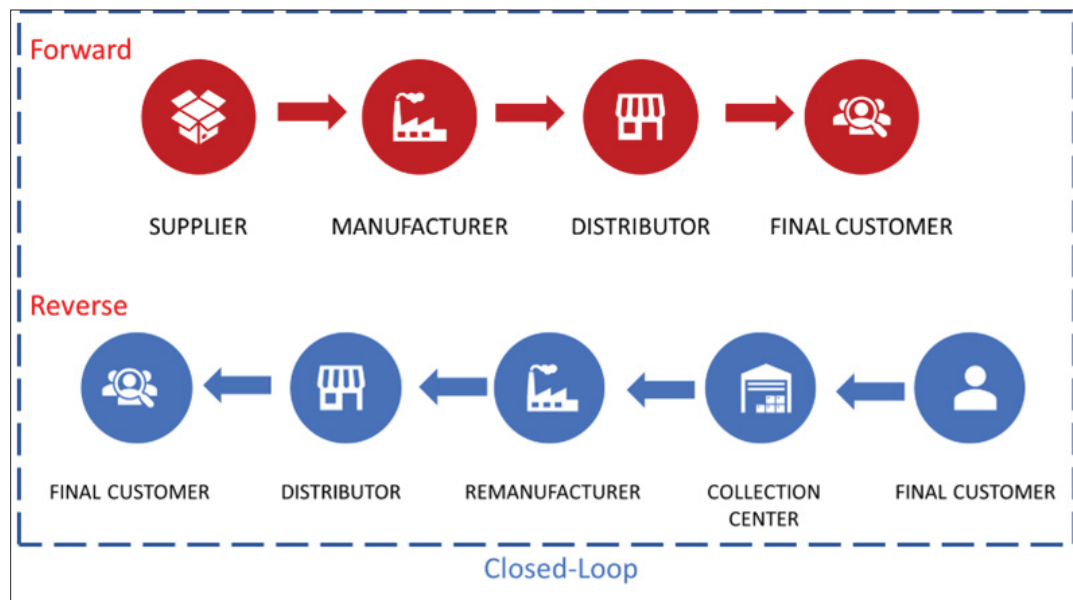 Forward
SUPPLIER
MANUFACTURER
DISTRIBUTOR
FINAL CUSTOMER
Reverse
FINAL CUSTOMER
DISTRIBUTOR
REMANUFACTURER
COLLECTION
CENTER
FINAL CUSTOMER
Closed-Loop